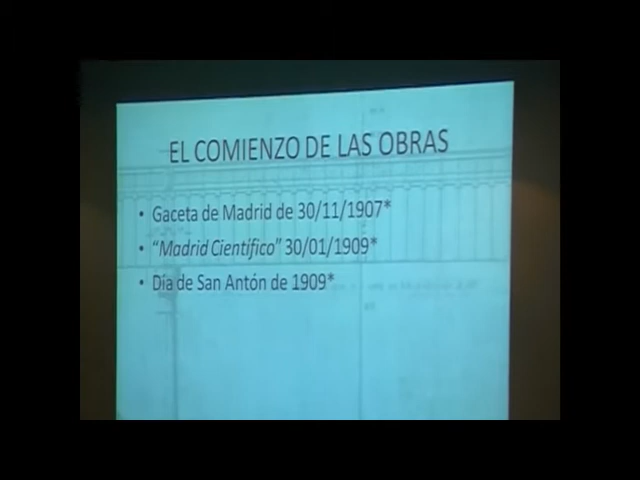 EL COMIENZO DE LAS OBRAS
• Gaceta de Madrid de 30/11/1907*
• “Madrid Científico” 30/01/1909*
• Día de San Antón de 1909*